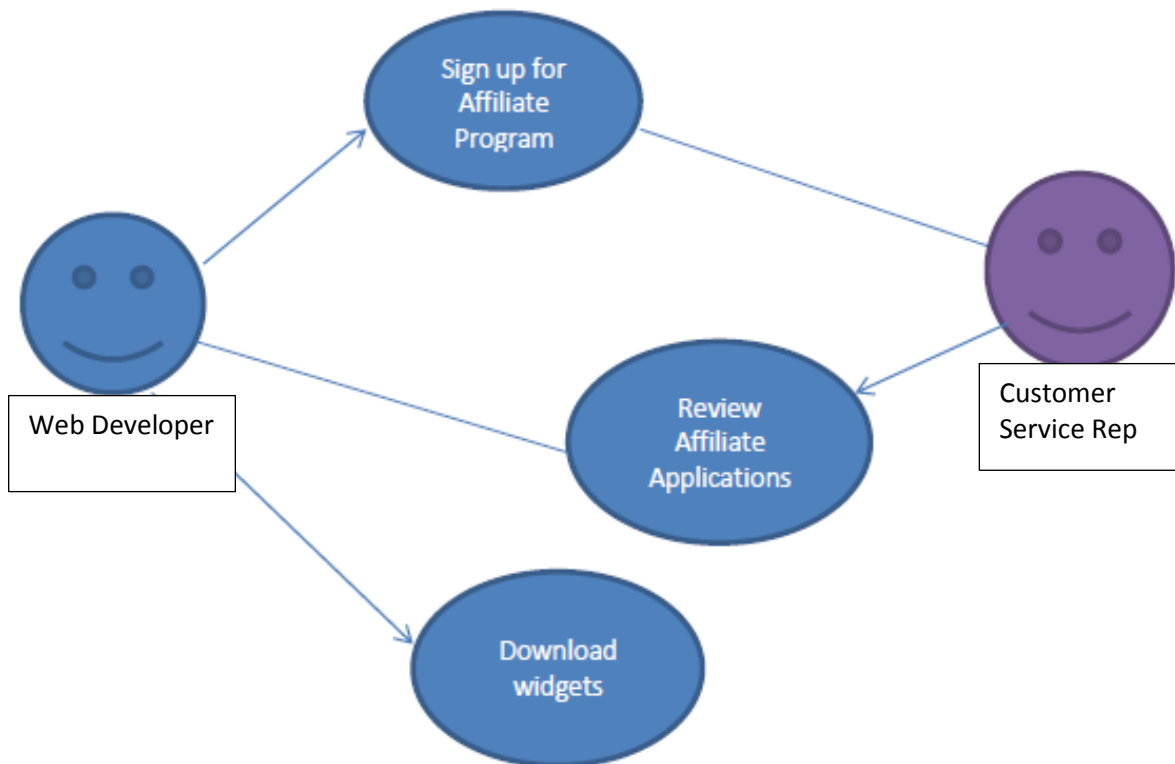 Sign up for
Affiliate
Program
Web Developer
Customer
Service Rep
Review
Affiliate
Applications
Download
widgets